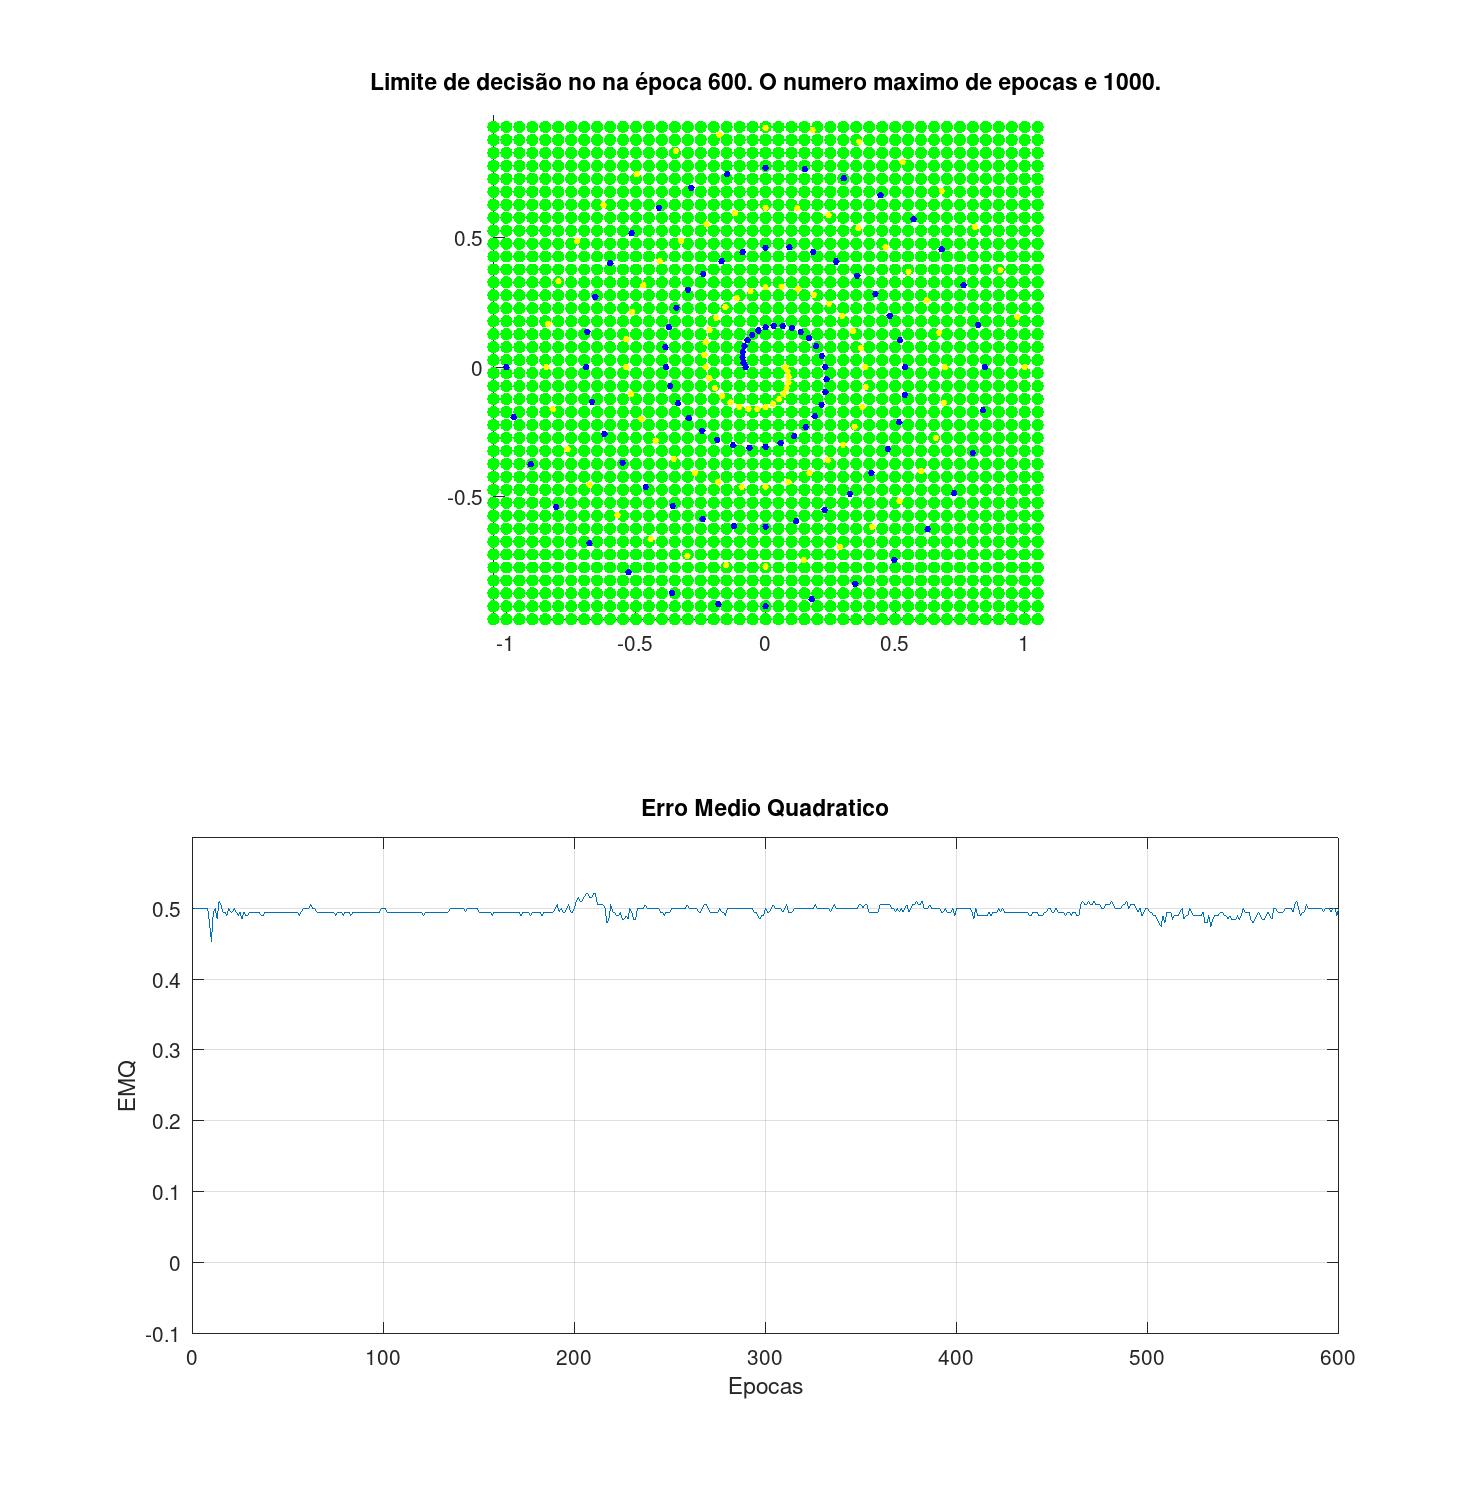 Limite de decisão no na época 600. O numero maximo de epocas e 1000.
0.5
0
-0.5
-1 -0.5 0 0.5 1
Erro Medio Quadratico
0.5
0.4
0.3
0.2
0.1
0
-0.1
EMQ
0 100 200 300 400 500 600
Epocas